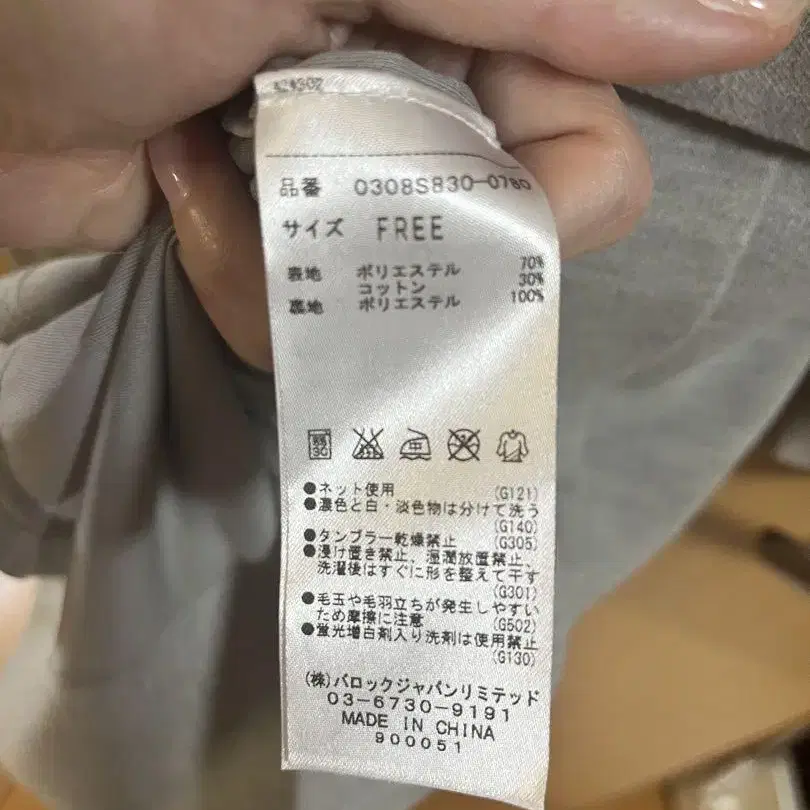 品番 0308S830-0780
サイズ FREE
表地 ポリエステル 70%
コットン 30%
裏地 ポリエステル 100%
●ネット使用 (G121)
●濃色と白・淡色物は分けて洗う
(G140)
●タンブラー乾燥禁止 (G305)
●浸け置き禁止、湿潤放置禁止、
洗濯後はすぐに形を整えて干す
(G301)
●毛玉や毛羽立ちが発生しやすい
ため摩擦に注意 (G502)
●蛍光増白剤入り洗剤は使用禁止
(G130)
(株)バロックジャパンリミテッド
03-6730-9191
MADE IN CHINA
900051